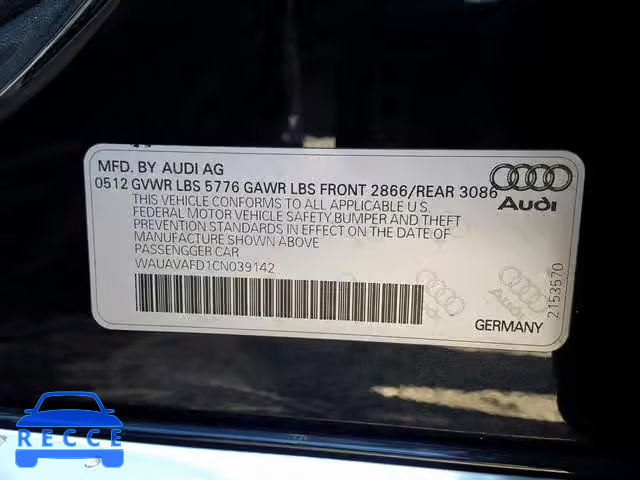 MFD. BY AUDI AG
0512 GVWR LBS 5776 GAWR LBS FRONT 2866/REAR 3086
THIS VEHICLE CONFORMS TO ALL APPLICABLE U.S.
FEDERAL MOTOR VEHICLE SAFETY,BUMPER AND THEFT
PREVENTION STANDARDS IN EFFECT ON THE DATE OF
MANUFACTURE SHOWN ABOVE
PASSENGGER CAR
WAUAVAFD1CN039142
Audi
2153570
Audi
Audi
GERMANY
RECCE